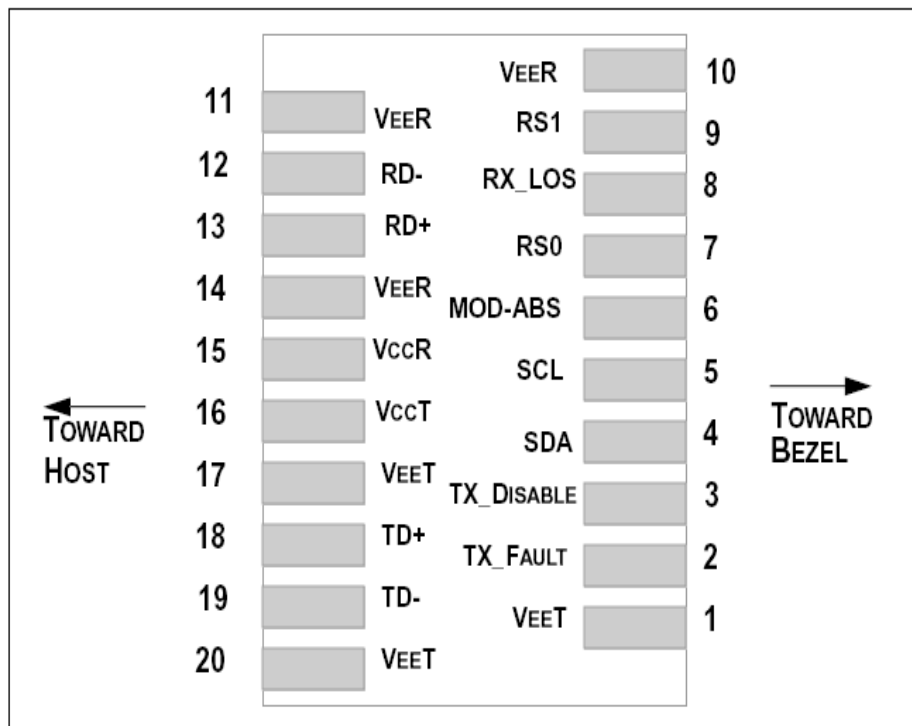 VEER 10
11 VEER
RS1 9
12 RD-
RX_LOS 8
13 RD+
RS0 7
14 VEER
MOD-ABS 6
15 VCCR
SCL 5
16 VCCT
TOWARD HOST
TOWARD BEZEL
SDA 4
17 VEET
TX_DISABLE 3
18 TD+
TX_FAULT 2
19 TD-
VEET 1
20 VEET